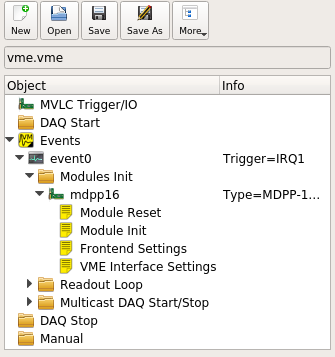 New Open Save Save As More
vme.vme
Object Info
MVLC Trigger/IO
DAQ Start
Events
event0 Trigger=IRQ1
Modules Init
mdpp16 Type=MDPP-1...
Module Reset
Module Init
Frontend Settings
VME Interface Settings
Readout Loop
Multicast DAQ Start/Stop
DAQ Stop
Manual